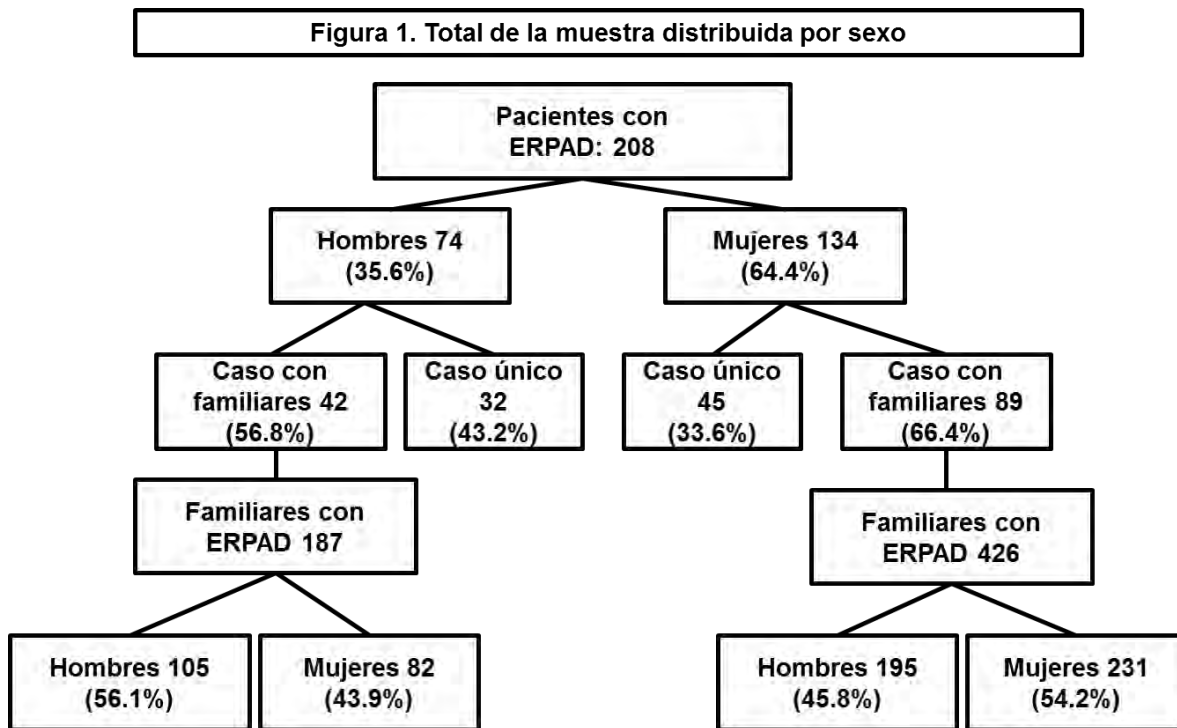 Figura 1. Total de la muestra distribuida por sexo
Pacientes con
ERPAD: 208
Hombres 74
(35.6%)
Mujeres 134
(64.4%)
Caso con
familiares 42
(56.8%)
Caso único
32
(43.2%)
Caso único
45
(33.6%)
Caso con
familiares 89
(66.4%)
Familiares con
ERPAD 187
Familiares con
ERPAD 426
Hombres 105
(56.1%)
Mujeres 82
(43.9%)
Hombres 195
(45.8%)
Mujeres 231
(54.2%)